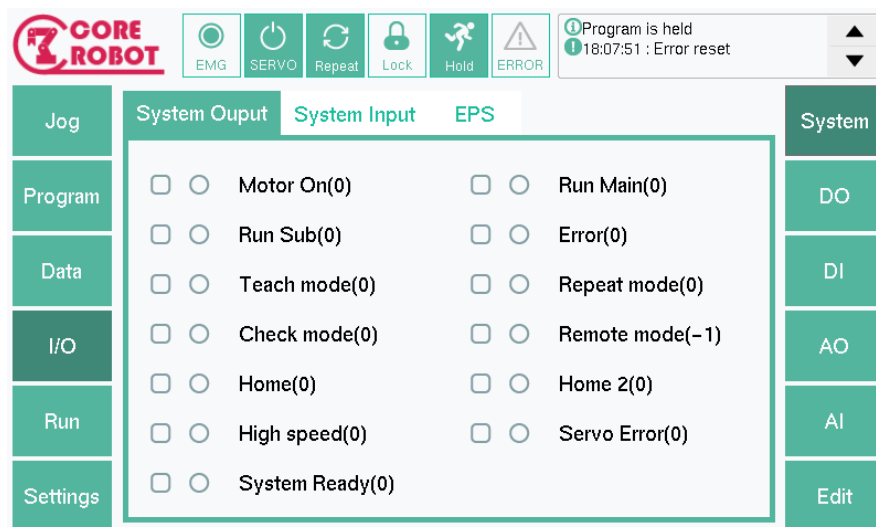 CORE
ROBOT
EMG
SERVO
Repeat
Lock
Hold
ERROR
Program is held
18:07:51 : Error reset
Jog
Program
Data
I/O
Run
Settings
System Ouput
System Input
EPS
Motor On(0)
Run Main(0)
Run Sub(0)
Error(0)
Teach mode(0)
Repeat mode(0)
Check mode(0)
Remote mode(-1)
Home(0)
Home 2(0)
High speed(0)
Servo Error(0)
System Ready(0)
System
DO
DI
AO
AI
Edit